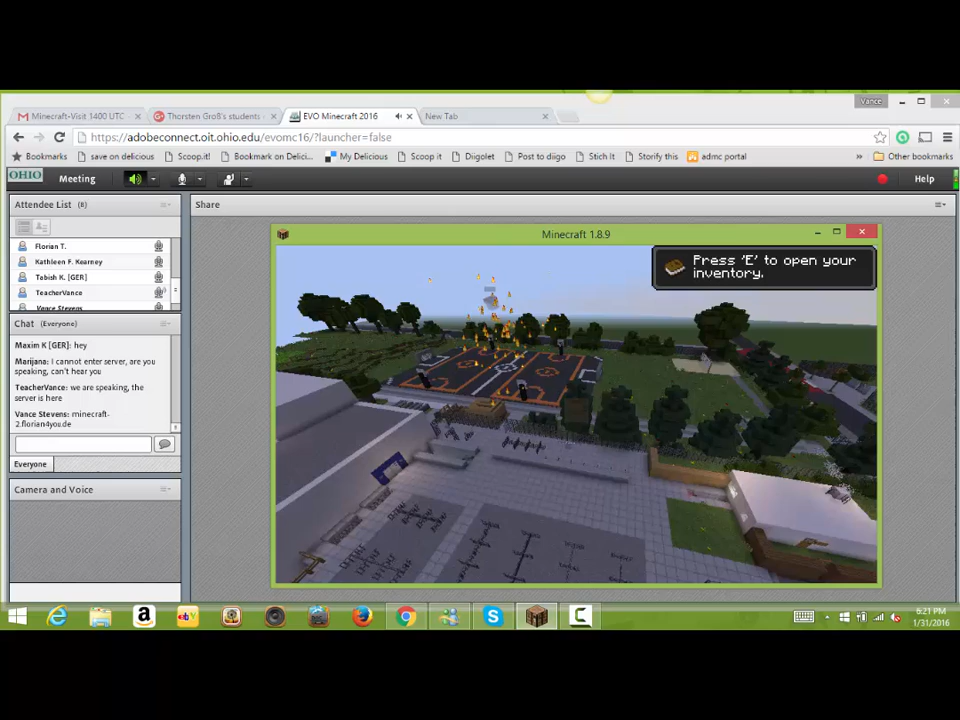 Vance
Minecraft-Visit 1400 UTC
Thorsten Groß's students
EVO Minecraft 2016
New Tab
https://adobeconnect.oit.ohio.edu/evomc16/?launcher=false
Bookmarks
save on delicious
Scoop.it!
Bookmark on Delici...
My Delicious
Scoop it
Diigolet
Post to diigo
Stich It
Storify this
admc portal
»
Other bookmarks
OHIO
Meeting
Help
Attendee List (8)
Florian T.
Kathleen F. Kearney
Tabish K. [GER]
TeacherVance
Vance Stevens
Chat (Everyone)
Maxim K [GER]: hey
Marijana: I cannot enter server, are you
speaking, can't hear you
TeacherVance: we are speaking, the
server is here
Vance Stevens: minecraft-
2.florian4you.de
Everyone
Camera and Voice
Share
Minecraft 1.8.9
Press 'E' to open your
inventory.
6:21 PM
1/31/2016